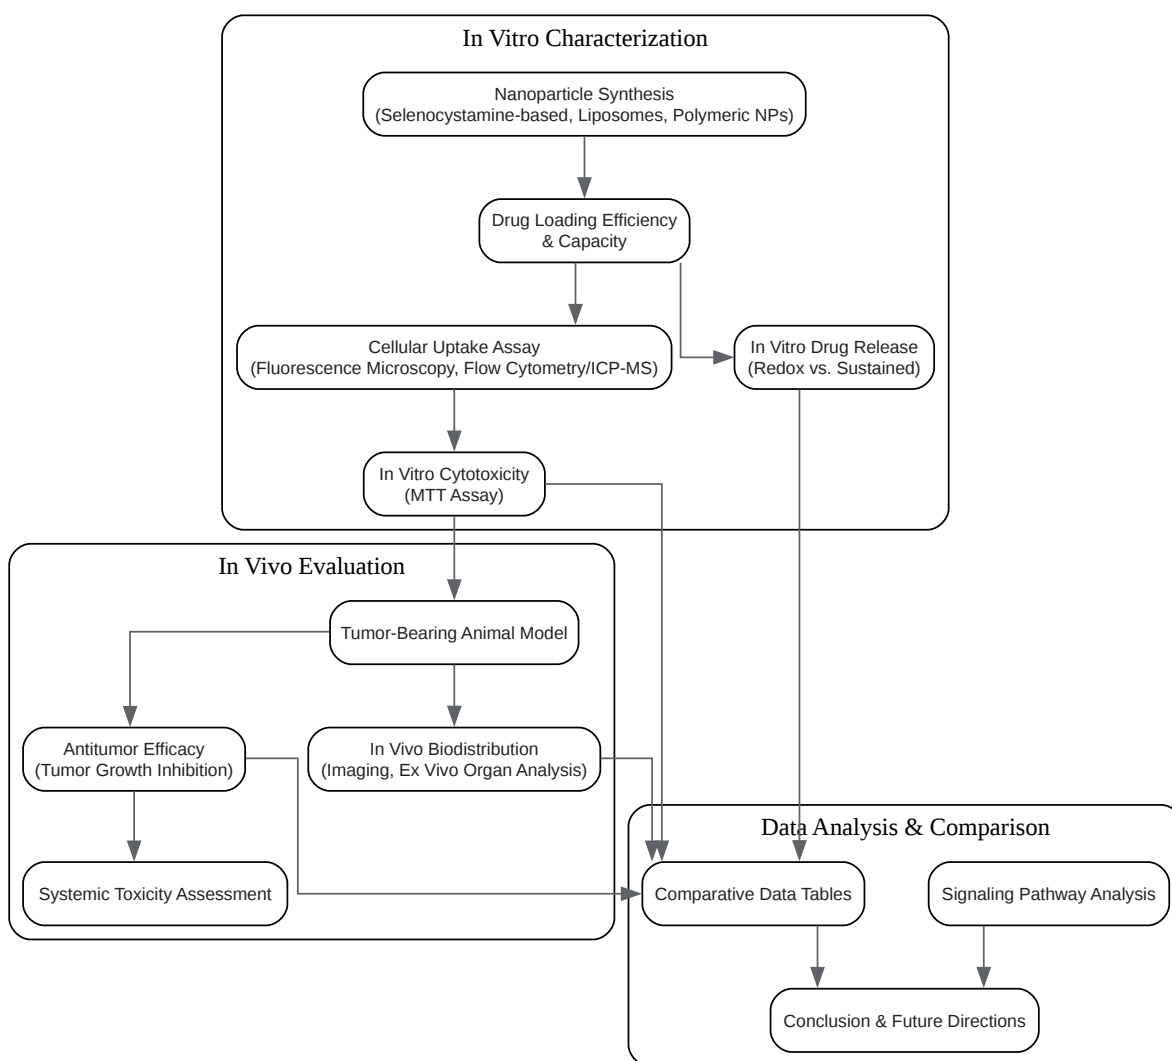 In Vitro Characterization
Nanoparticle Synthesis
(Selenocystamine-based, Liposomes, Polymeric NPs)
Drug Loading Efficiency
& Capacity
Cellular Uptake Assay
(Fluorescence Microscopy, Flow Cytometry/ICP-MS)
In Vitro Drug Release
(Redox vs. Sustained)
In Vitro Cytotoxicity
(MTT Assay)
In Vivo Evaluation
Tumor-Bearing Animal Model
Antitumor Efficacy
(Tumor Growth Inhibition)
In Vivo Biodistribution
(Imaging, Ex Vivo Organ Analysis)
Systemic Toxicity Assessment
Data Analysis & Comparison
Comparative Data Tables
Signaling Pathway Analysis
Conclusion & Future Directions